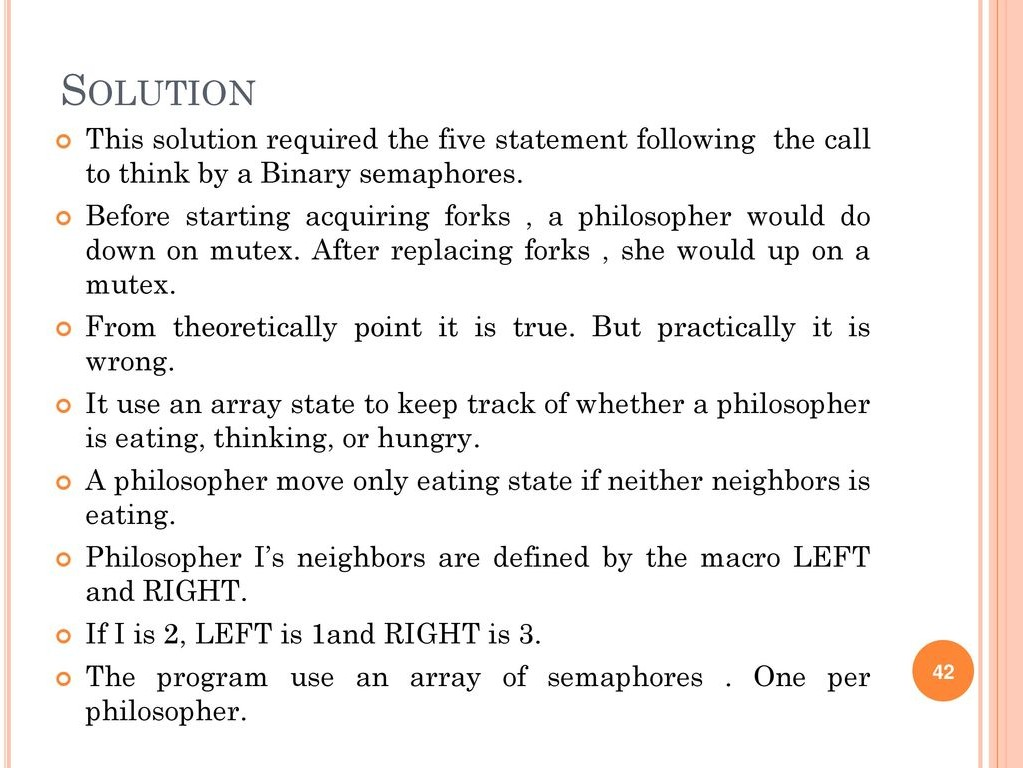 SOLUTION
This solution required the five statement following the call
to think by a Binary semaphores.
Before starting acquiring forks , a philosopher would do
down on mutex. After replacing forks , she would up on a
mutex.
From theoretically point it is true. But practically it is
wrong.
It use an array state to keep track of whether a philosopher
is eating, thinking, or hungry.
A philosopher move only eating state if neither neighbors is
eating.
Philosopher I’s neighbors are defined by the macro LEFT
and RIGHT.
If I is 2, LEFT is 1and RIGHT is 3.
The program use an array of semaphores . One per
philosopher.
42